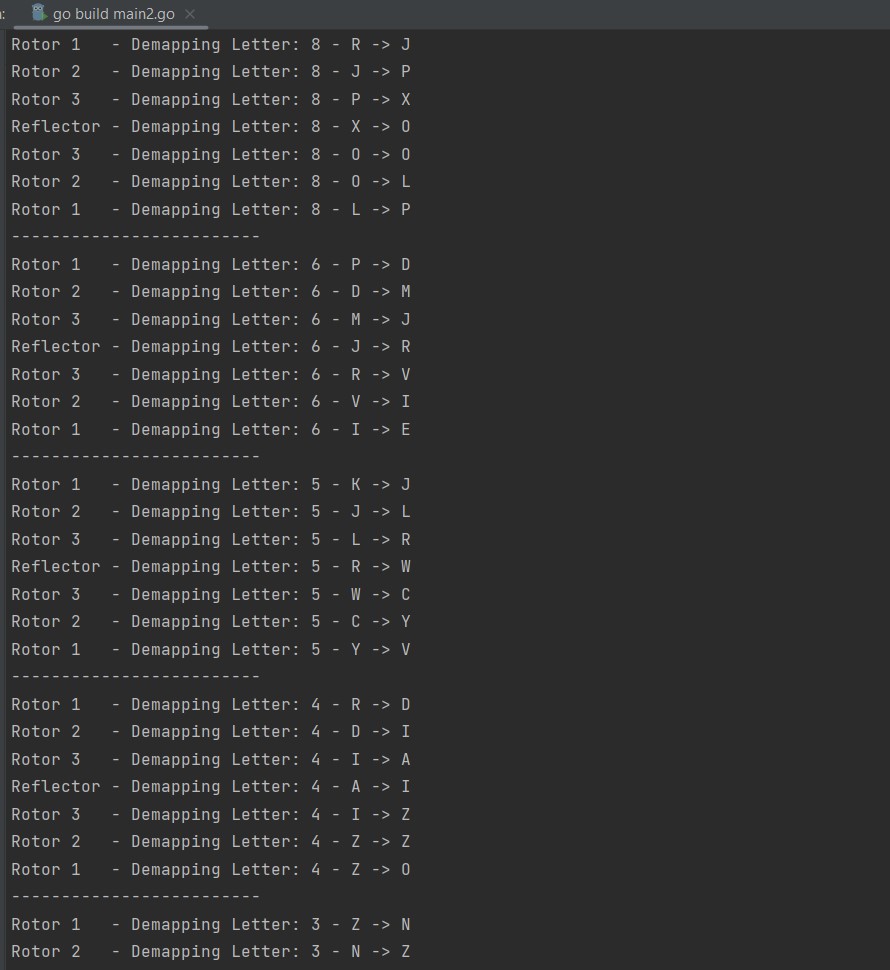 : go build main2.go ×
Rotor 1   - Demapping Letter: 8 - R -> J
Rotor 2   - Demapping Letter: 8 - J -> P
Rotor 3   - Demapping Letter: 8 - P -> X
Reflector - Demapping Letter: 8 - X -> O
Rotor 3   - Demapping Letter: 8 - O -> O
Rotor 2   - Demapping Letter: 8 - O -> L
Rotor 1   - Demapping Letter: 8 - L -> P
-------------------------
Rotor 1   - Demapping Letter: 6 - P -> D
Rotor 2   - Demapping Letter: 6 - D -> M
Rotor 3   - Demapping Letter: 6 - M -> J
Reflector - Demapping Letter: 6 - J -> R
Rotor 3   - Demapping Letter: 6 - R -> V
Rotor 2   - Demapping Letter: 6 - V -> I
Rotor 1   - Demapping Letter: 6 - I -> E
-------------------------
Rotor 1   - Demapping Letter: 5 - K -> J
Rotor 2   - Demapping Letter: 5 - J -> L
Rotor 3   - Demapping Letter: 5 - L -> R
Reflector - Demapping Letter: 5 - R -> W
Rotor 3   - Demapping Letter: 5 - W -> C
Rotor 2   - Demapping Letter: 5 - C -> Y
Rotor 1   - Demapping Letter: 5 - Y -> V
-------------------------
Rotor 1   - Demapping Letter: 4 - R -> D
Rotor 2   - Demapping Letter: 4 - D -> I
Rotor 3   - Demapping Letter: 4 - I -> A
Reflector - Demapping Letter: 4 - A -> I
Rotor 3   - Demapping Letter: 4 - I -> Z
Rotor 2   - Demapping Letter: 4 - Z -> Z
Rotor 1   - Demapping Letter: 4 - Z -> O
-------------------------
Rotor 1   - Demapping Letter: 3 - Z -> N
Rotor 2   - Demapping Letter: 3 - N -> Z